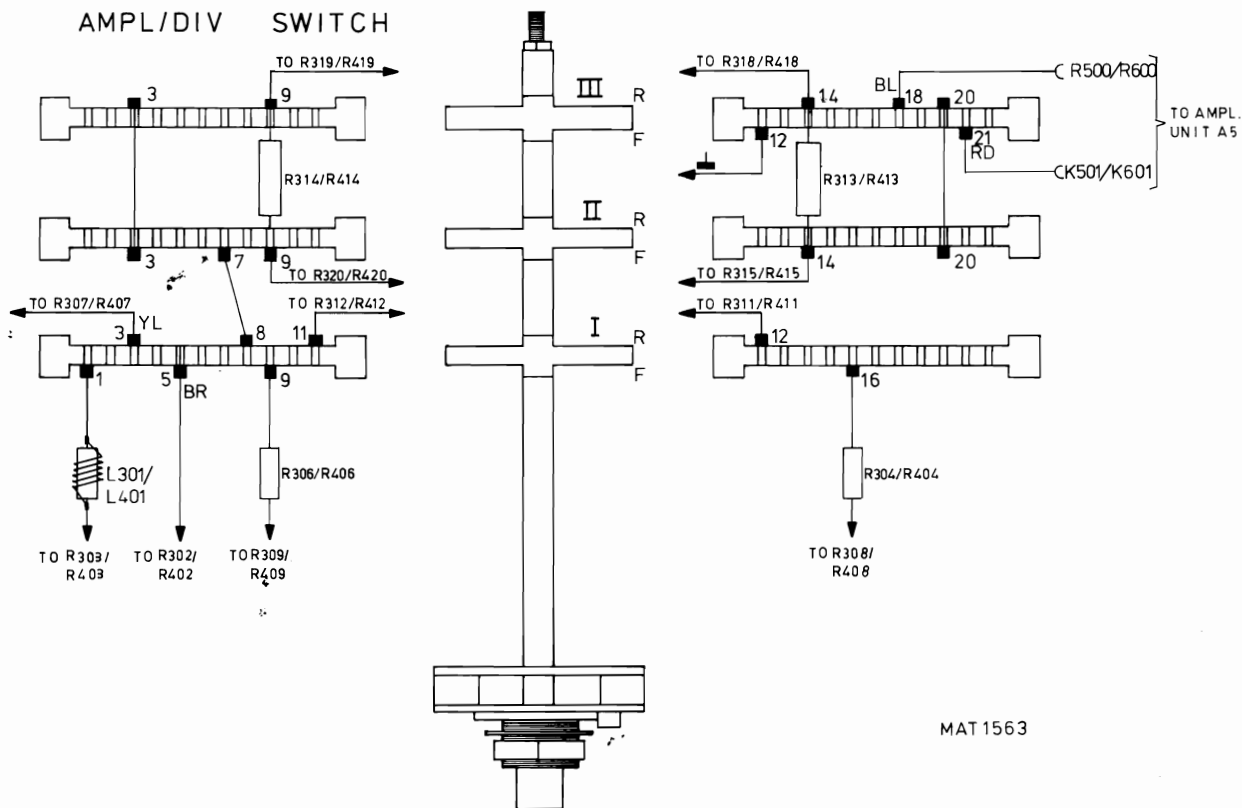 AMPL/DIV SWITCH
TO R319/R419
3
9
R314/R414
3
7
9
TO R320/R420
TO R307/R407
TO R312/R412
3
YL
8
11
1
5
BR
9
L301/
L401
R306/R406
TO R303/
R403
TO R302/
R402
TO R309/
R409
III
R
F
II
R
F
I
R
F
TO R318/R418
BL
R500/R600
14
18
20
12
21
RD
TO AMPL.
UNIT A5
K501/K601
R313/R413
14
20
TO R315/R415
TO R311/R411
12
16
R304/R404
TO R308/
R408
MAT 1563